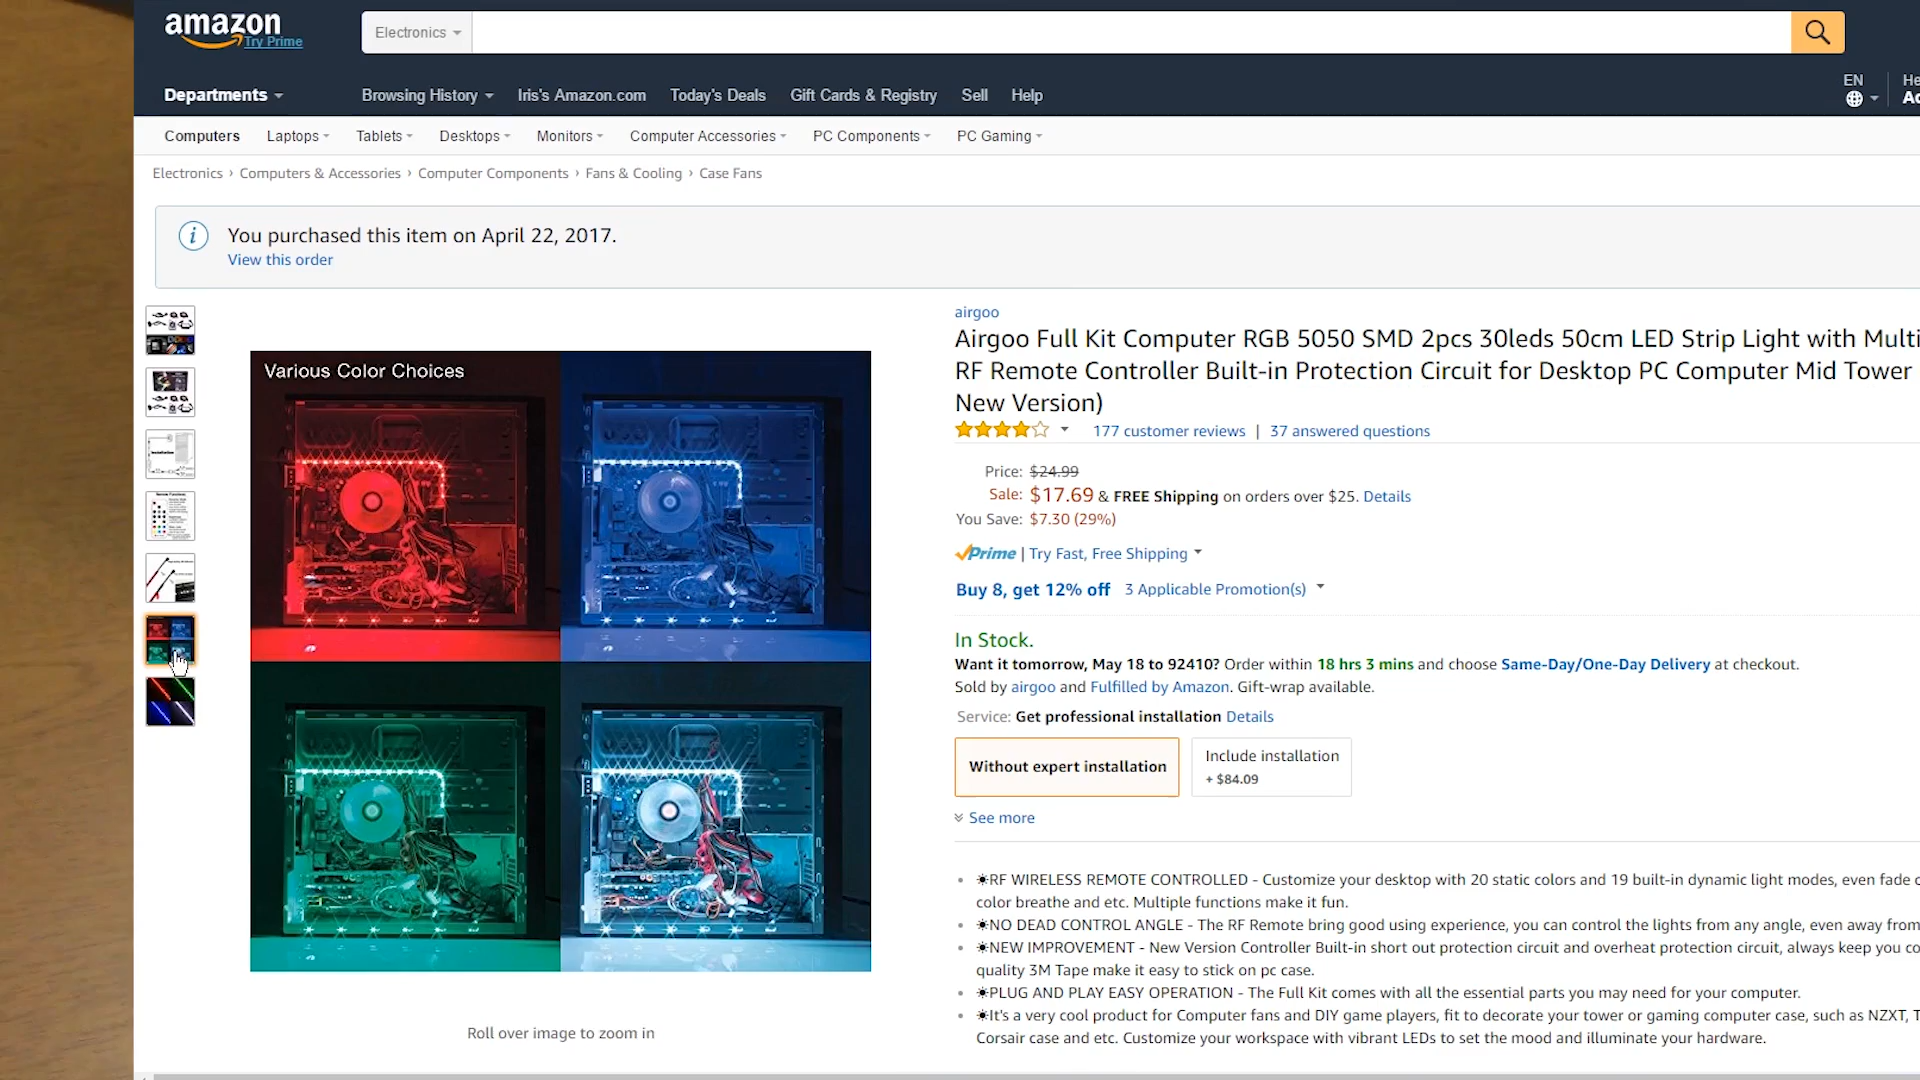 amazon
Try Prime
Electronics
EN
Departments
Browsing History
Iris's Amazon.com
Today's Deals
Gift Cards & Registry
Sell
Help
Computers
Laptops
Tablets
Desktops
Monitors
Computer Accessories
PC Components
PC Gaming
Electronics › Computers & Accessories › Computer Components › Fans & Cooling › Case Fans
You purchased this item on April 22, 2017.
View this order
Various Color Choices
Roll over image to zoom in
airgoo
Airgoo Full Kit Computer RGB 5050 SMD 2pcs 30leds 50cm LED Strip Light with Multi
RF Remote Controller Built-in Protection Circuit for Desktop PC Computer Mid Tower
New Version)
177 customer reviews | 37 answered questions
Price: $24.99
Sale: $17.69 & FREE Shipping on orders over $25. Details
You Save: $7.30 (29%)
Prime | Try Fast, Free Shipping
Buy 8, get 12% off 3 Applicable Promotion(s)
In Stock.
Want it tomorrow, May 18 to 92410? Order within 18 hrs 3 mins and choose Same-Day/One-Day Delivery at checkout.
Sold by airgoo and Fulfilled by Amazon. Gift-wrap available.
Service: Get professional installation Details
Without expert installation
Include installation
+ $84.09
See more
☀RF WIRELESS REMOTE CONTROLLED - Customize your desktop with 20 static colors and 19 built-in dynamic light modes, even fade
color breathe and etc. Multiple functions make it fun.
☀NO DEAD CONTROL ANGLE - The RF Remote bring good using experience, you can control the lights from any angle, even away from
☀NEW IMPROVEMENT - New Version Controller Built-in short out protection circuit and overheat protection circuit, always keep you
quality 3M Tape make it easy to stick on pc case.
☀PLUG AND PLAY EASY OPERATION - The Full Kit comes with all the essential parts you may need for your computer.
☀It's a very cool product for Computer fans and DIY game players, fit to decorate your tower or gaming computer case, such as NZXT,
Corsair case and etc. Customize your workspace with vibrant LEDs to set the mood and illuminate your hardware.